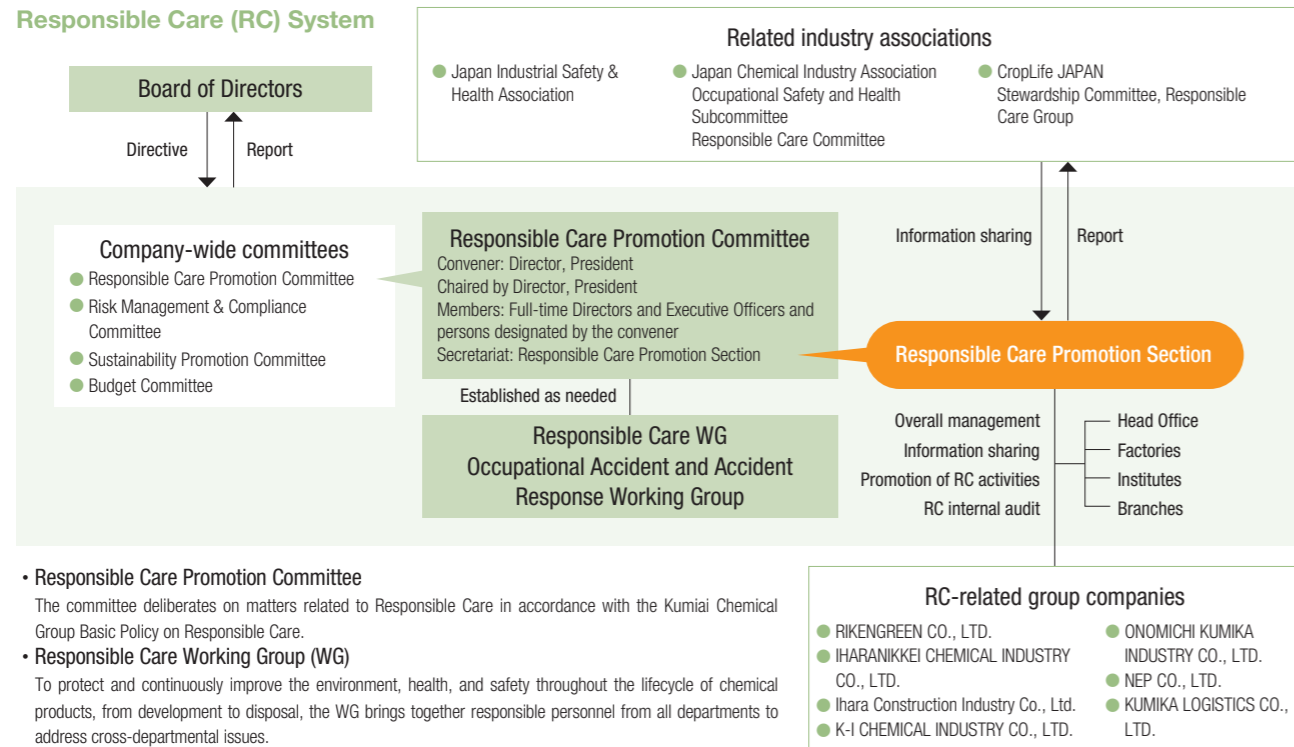 Responsible Care (RC) System
Board of Directors
Directive
Report
Related industry associations
● Japan Industrial Safety &
Health Association
● Japan Chemical Industry Association
Occupational Safety and Health
Subcommittee
Responsible Care Committee
● CropLife JAPAN
Stewardship Committee, Responsible
Care Group
Company-wide committees
● Responsible Care Promotion Committee
● Risk Management & Compliance
Committee
● Sustainability Promotion Committee
● Budget Committee
Responsible Care Promotion Committee
Convener: Director, President
Chaired by Director, President
Members: Full-time Directors and Executive Officers and
persons designated by the convener
Secretariat: Responsible Care Promotion Section
Established as needed
Responsible Care WG
Occupational Accident and Accident
Response Working Group
Information sharing
Report
Responsible Care Promotion Section
Overall management
Information sharing
Promotion of RC activities
RC internal audit
Head Office
Factories
Institutes
Branches
・Responsible Care Promotion Committee
The committee deliberates on matters related to Responsible Care in accordance with the Kumiai Chemical
Group Basic Policy on Responsible Care.
・Responsible Care Working Group (WG)
To protect and continuously improve the environment, health, and safety throughout the lifecycle of chemical
products, from development to disposal, the WG brings together responsible personnel from all departments to
address cross-departmental issues.
RC-related group companies
● RIKENGREEN CO., LTD.
● IHARANIKKEI CHEMICAL INDUSTRY
CO., LTD.
● Ihara Construction Industry Co., Ltd.
● K-I CHEMICAL INDUSTRY CO., LTD.
● ONOMICHI KUMIKA
INDUSTRY CO., LTD.
● NEP CO., LTD.
● KUMIKA LOGISTICS CO.,
LTD.